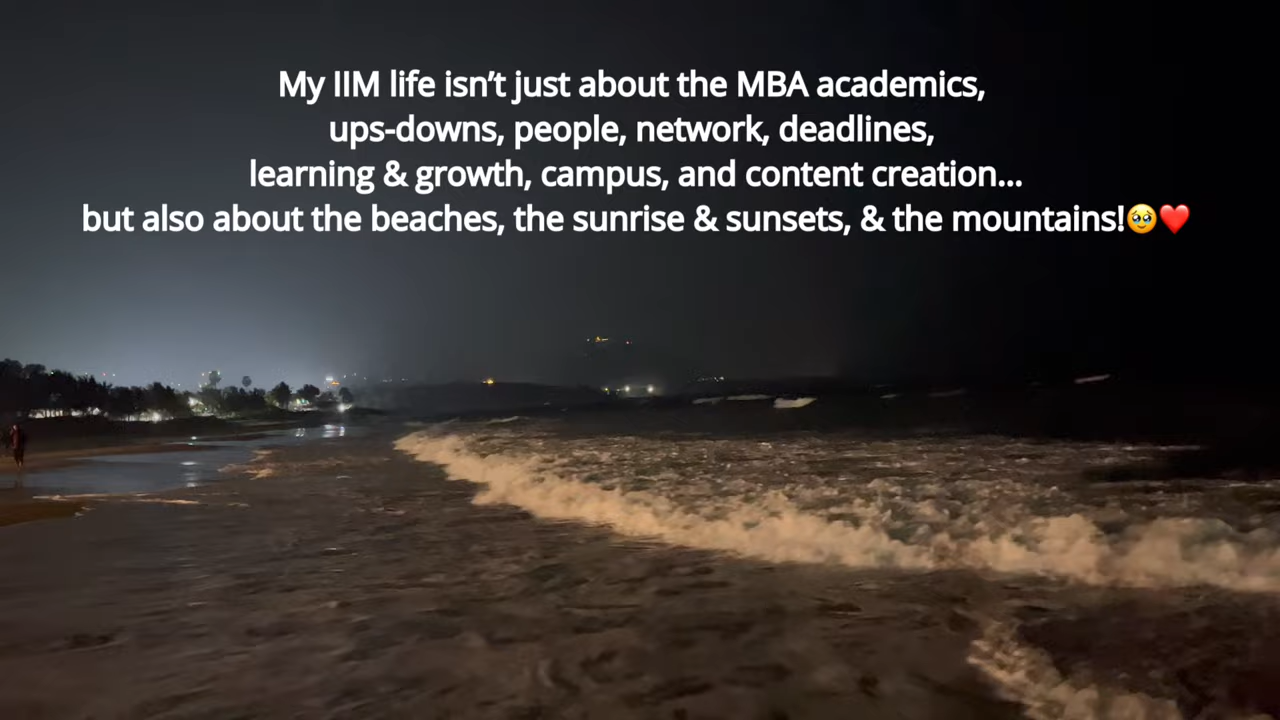 My IIM life isn’t just about the MBA academics,
ups-downs, people, network, deadlines,
learning & growth, campus, and content creation...
but also about the beaches, the sunrise & sunsets, & the mountains!🥹❤️